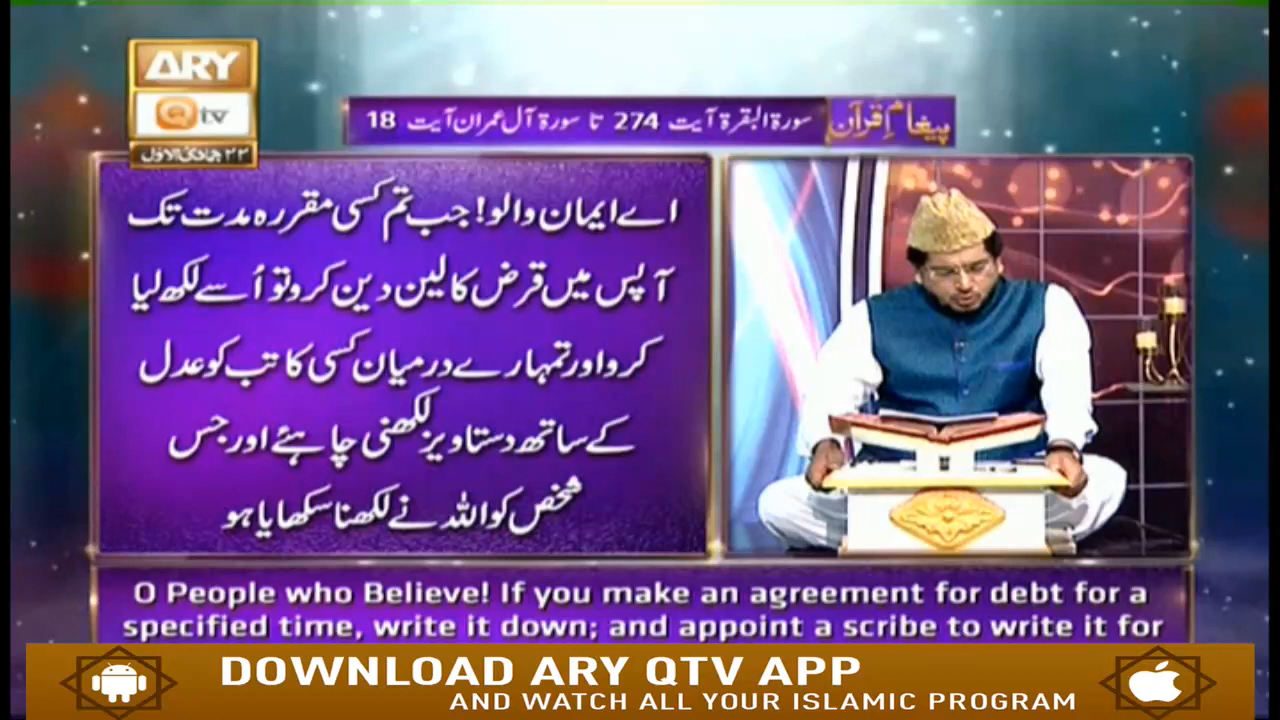 ARY
Qtv
۲۲ جمادی الاوّل
پیغامِ قرآن
سورۃ البقرۃ آیت 274 تا سورۃ آل عمران آیت 18
اے ایمان والو! جب تم کسی مقررہ مدت تک
آپس میں قرض کا لین دین کرو تو اُسے لکھ لیا
کرو اور تمہارے درمیان کسی کاتب کو عدل
کے ساتھ دستاویز لکھنی چاہئے اور جس
شخص کو اللہ نے لکھنا سکھایا ہو
O People who Believe! If you make an agreement for debt for a
specified time, write it down; and appoint a scribe to write it for
DOWNLOAD ARY QTV APP
AND WATCH ALL YOUR ISLAMIC PROGRAM